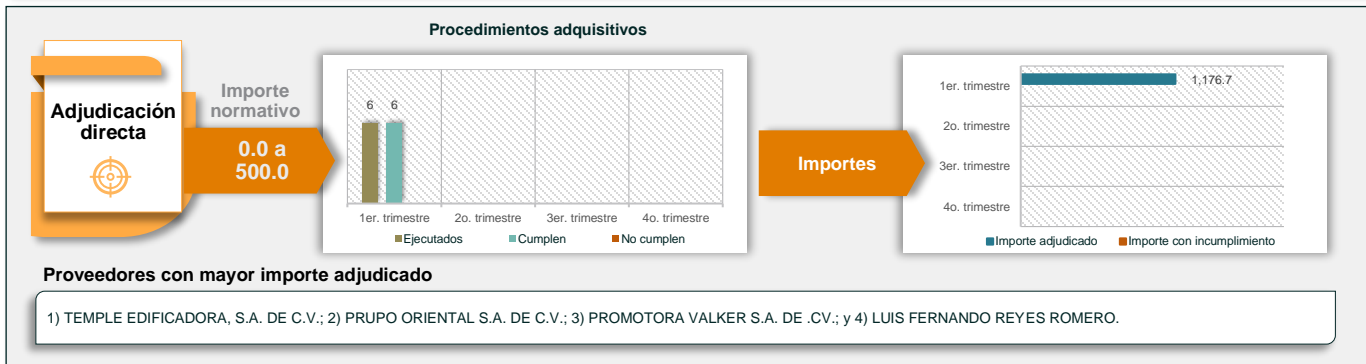 Procedimientos adquisitivos
Adjudicación
directa
Importe
normativo
0.0 a
500.0
6 6
1er. trimestre 2o. trimestre 3er. trimestre 4o. trimestre
Ejecutados Cumplen No cumplen
Importes
1er. trimestre 1,176.7
2o. trimestre
3er. trimestre
4o. trimestre
Importe adjudicado Importe con incumplimiento
Proveedores con mayor importe adjudicado
1) TEMPLE EDIFICADORA, S.A. DE C.V.; 2) PRUPO ORIENTAL S.A. DE C.V.; 3) PROMOTORA VALKER S.A. DE .CV.; y 4) LUIS FERNANDO REYES ROMERO.